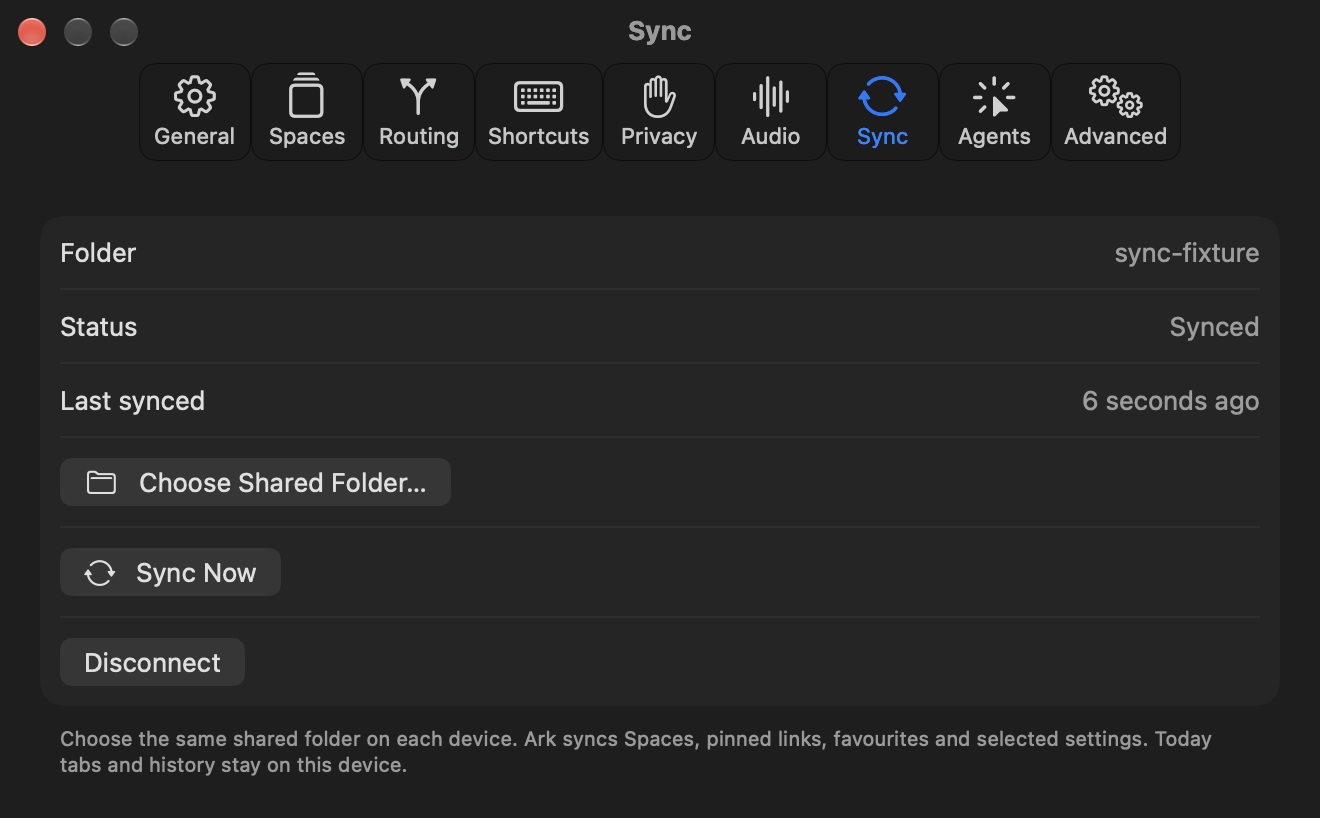 Sync
General
Spaces
Routing
Shortcuts
Privacy
Audio
Sync
Agents
Advanced
Folder
sync-fixture
Status
Synced
Last synced
6 seconds ago
Choose Shared Folder...
Sync Now
Disconnect
Choose the same shared folder on each device. Ark syncs Spaces, pinned links, favourites and selected settings. Today
tabs and history stay on this device.